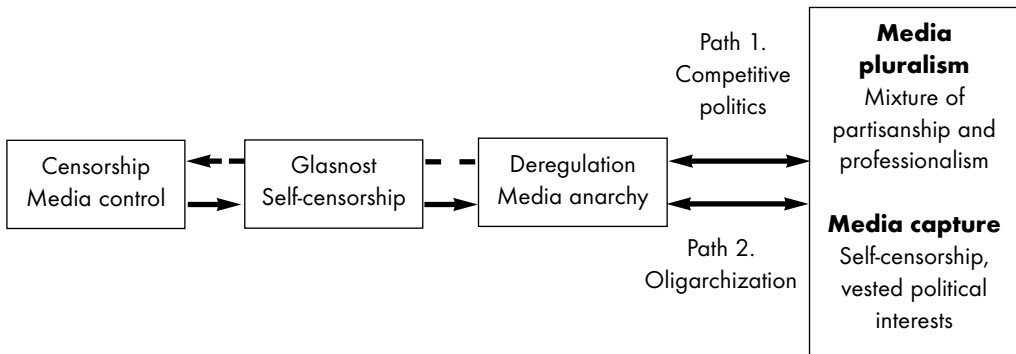 Censorship
Media control
Glasnost
Self-censorship
Deregulation
Media anarchy
Path 1.
Competitive
politics
Path 2.
Oligarchization
Media
pluralism
Mixture of
partisanship and
professionalism
Media capture
Self-censorship,
vested political
interests